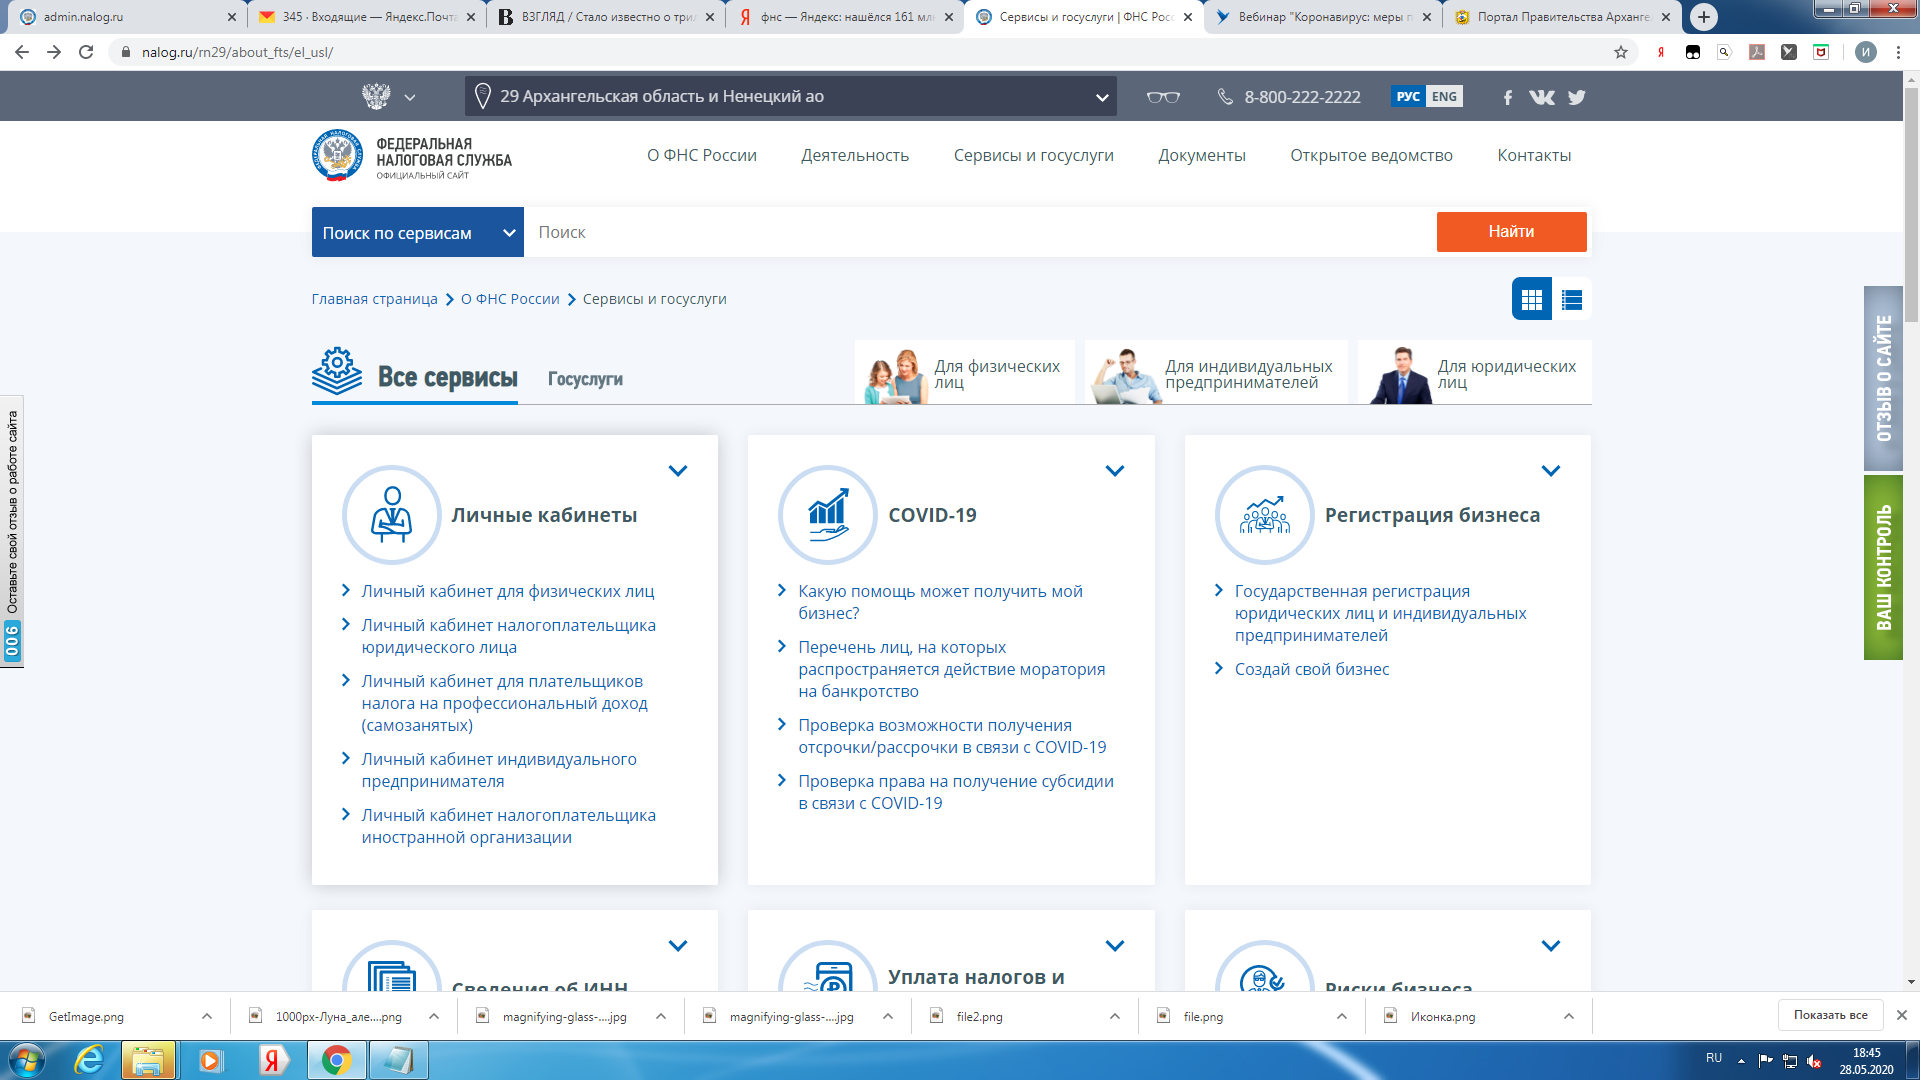 admin.nalog.ru
345 · Входящие — Яндекс.Почта
ВЗГЛЯД / Стало известно о три
фнс — Яндекс: нашёлся 161 мл
Сервисы и госуслуги | ФНС Росс
Вебинар "Коронавирус: меры п
Портал Правительства Арханге
nalog.ru/rn29/about_fts/el_usl/
29 Архангельская область и Ненецкий ао
8-800-222-2222
РУС ENG
ФЕДЕРАЛЬНАЯ
НАЛОГОВАЯ СЛУЖБА
ОФИЦИАЛЬНЫЙ САЙТ
О ФНС России
Деятельность
Сервисы и госуслуги
Документы
Открытое ведомство
Контакты
Поиск по сервисам
Поиск
Найти
Главная страница
О ФНС России
Сервисы и госуслуги
Все сервисы
Госуслуги
Для физических
лиц
Для индивидуальных
предпринимателей
Для юридических
лиц
ОТЗЫВ О САЙТЕ
ВАШ КОНТРОЛЬ
Оставьте свой отзыв о работе сайта
900
Личные кабинеты
Личный кабинет для физических лиц
Личный кабинет налогоплательщика
юридического лица
Личный кабинет для плательщиков
налога на профессиональный доход
(самозанятых)
Личный кабинет индивидуального
предпринимателя
Личный кабинет налогоплательщика
иностранной организации
COVID-19
Какую помощь может получить мой
бизнес?
Перечень лиц, на которых
распространяется действие моратория
на банкротство
Проверка возможности получения
отсрочки/рассрочки в связи с COVID-19
Проверка права на получение субсидии
в связи с COVID-19
Регистрация бизнеса
Государственная регистрация
юридических лиц и индивидуальных
предпринимателей
Создай свой бизнес
Сведения об ИНН
Уплата налогов и
Риски бизнеса
GetImage.png
1000px-Луна_але....png
magnifying-glass-....jpg
magnifying-glass-....jpg
file2.png
file.png
Иконка.png
Показать все
RU
18:45
28.05.2020